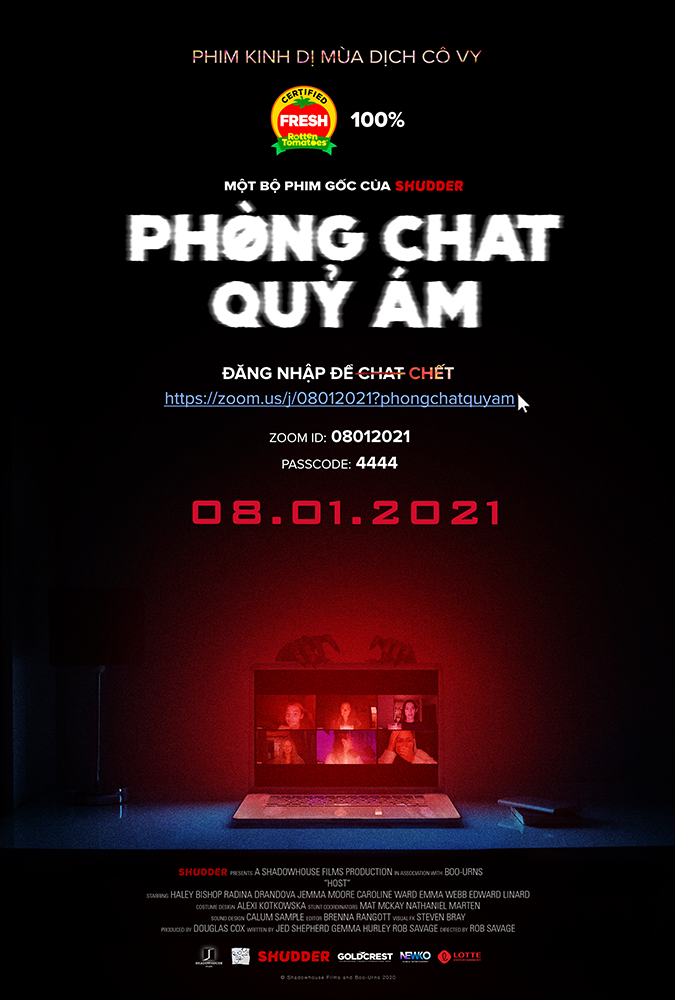 PHIM KINH DỊ MÙA DỊCH CÔ VY
CERTIFIED
FRESH
Rotten
Tomatoes
100%
MỘT BỘ PHIM GỐC CỦA SHUDDER
PHÒNG CHAT
QUỶ ÁM
ĐĂNG NHẬP ĐỂ CHAT CHẾT
https://zoom.us/j/08012021?phongchatquyam
ZOOM ID: 08012021
PASSCODE: 4444
08.01.2021
SHUDDER PRESENTS A SHADOWHOUSE FILMS PRODUCTION IN ASSOCIATION WITH BOO-URNS
"HOST"
STARRING HALEY BISHOP RADINA DRANDOVA JEMMA MOORE CAROLINE WARD EMMA WEBB EDWARD LINARD
COSTUME DESIGN ALEXI KOTKOWSKA STUNT COORDINATORS MAT MCKAY NATHANIEL MARTEN
SOUND DESIGN CALUM SAMPLE EDITOR BRENNA RANGOTT VISUAL FX STEVEN BRAY
PRODUCED BY DOUGLAS COX WRITTEN BY JED SHEPHERD GEMMA HURLEY ROB SAVAGE DIRECTED BY ROB SAVAGE
SHADOWHOUSE
SHUDDER
GOLDCREST
NEWKO
LOTTE
ENTERTAINMENT
© Shadowhouse Films and Boo-Urns 2020